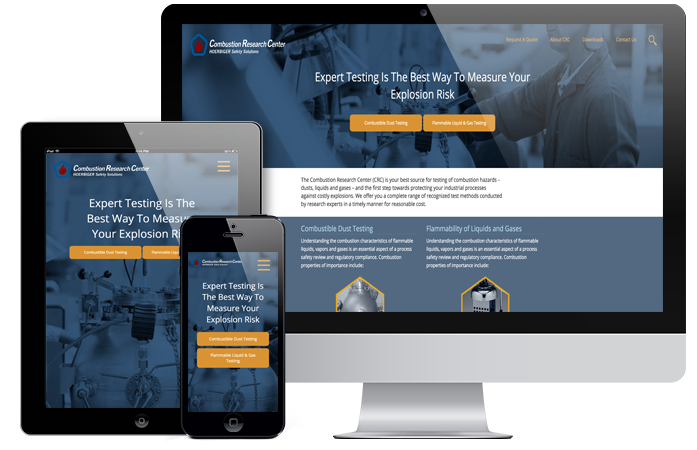 Combustion Research Center
HOERBIGER Safety Solutions
Request A Quote
About CRC
Downloads
Contact Us
Expert Testing Is The Best Way To Measure Your
Explosion Risk
Combustible Dust Testing
Flammable Liquid & Gas Testing
The Combustion Research Center (CRC) is your best source for testing of combustion hazards –
dusts, liquids and gases – and the first step towards protecting your industrial processes
against costly explosions. We offer you a complete range of recognized test methods conducted
by research experts in a timely manner for reasonable cost.
Combustible Dust Testing
Understanding the combustion characteristics of flammable
liquids, vapors and gases is an essential aspect of a process
safety review and regulatory compliance. Combustion
properties of importance include:
Flammability of Liquids and Gases
Understanding the combustion characteristics of flammable
liquids, vapors and gases is an essential aspect of a process
safety review and regulatory compliance. Combustion
properties of importance include:
iPad
Combustion Research Center
HOERBIGER Safety Solutions
Expert Testing Is The
Best Way To Measure
Your Explosion Ri
Combustible Dust Testing
Flammable Liqu
Combustion Research Center
Expert Testing Is
The Best Way To
Measure Your
Explosion Risk
Combustible Dust Testing
Flammable Liquid & Gas
Testing